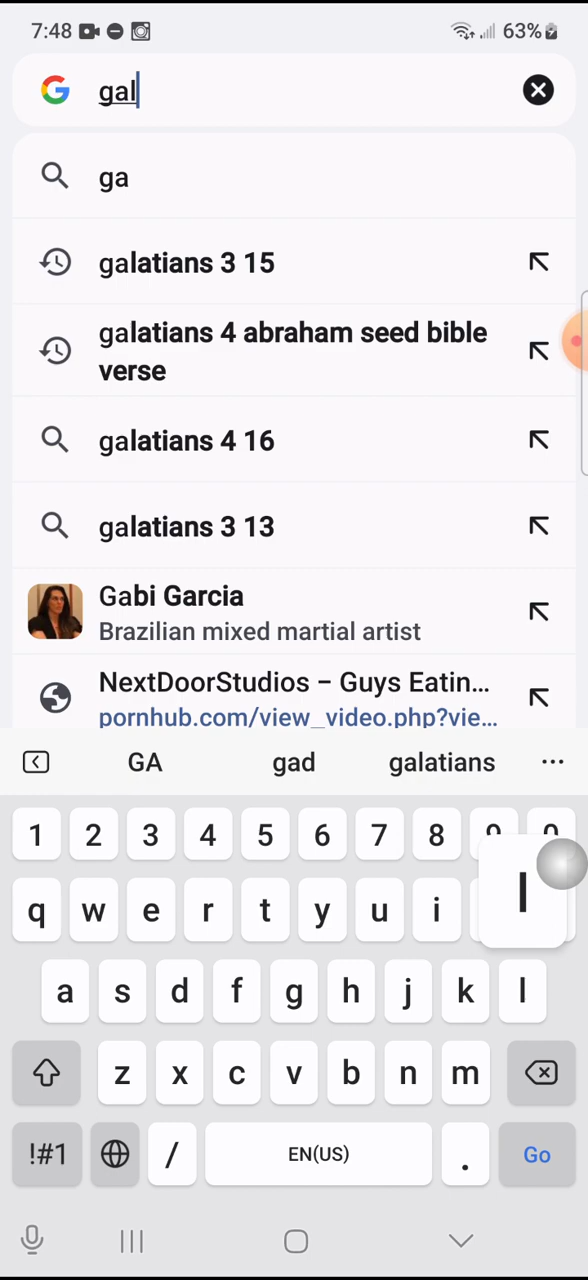 7:48 63%
gal
ga
galatians 3 15
galatians 4 abraham seed bible
verse
galatians 4 16
galatians 3 13
Gabi Garcia
Brazilian mixed martial artist
NextDoorStudios – Guys Eatin...
pornhub.com/view_video.php?vie...
GA gad galatians ...
1 2 3 4 5 6 7 8 9 0
q w e r t y u i l
a s d f g h j k l
z x c v b n m
!#1 / EN(US) . Go